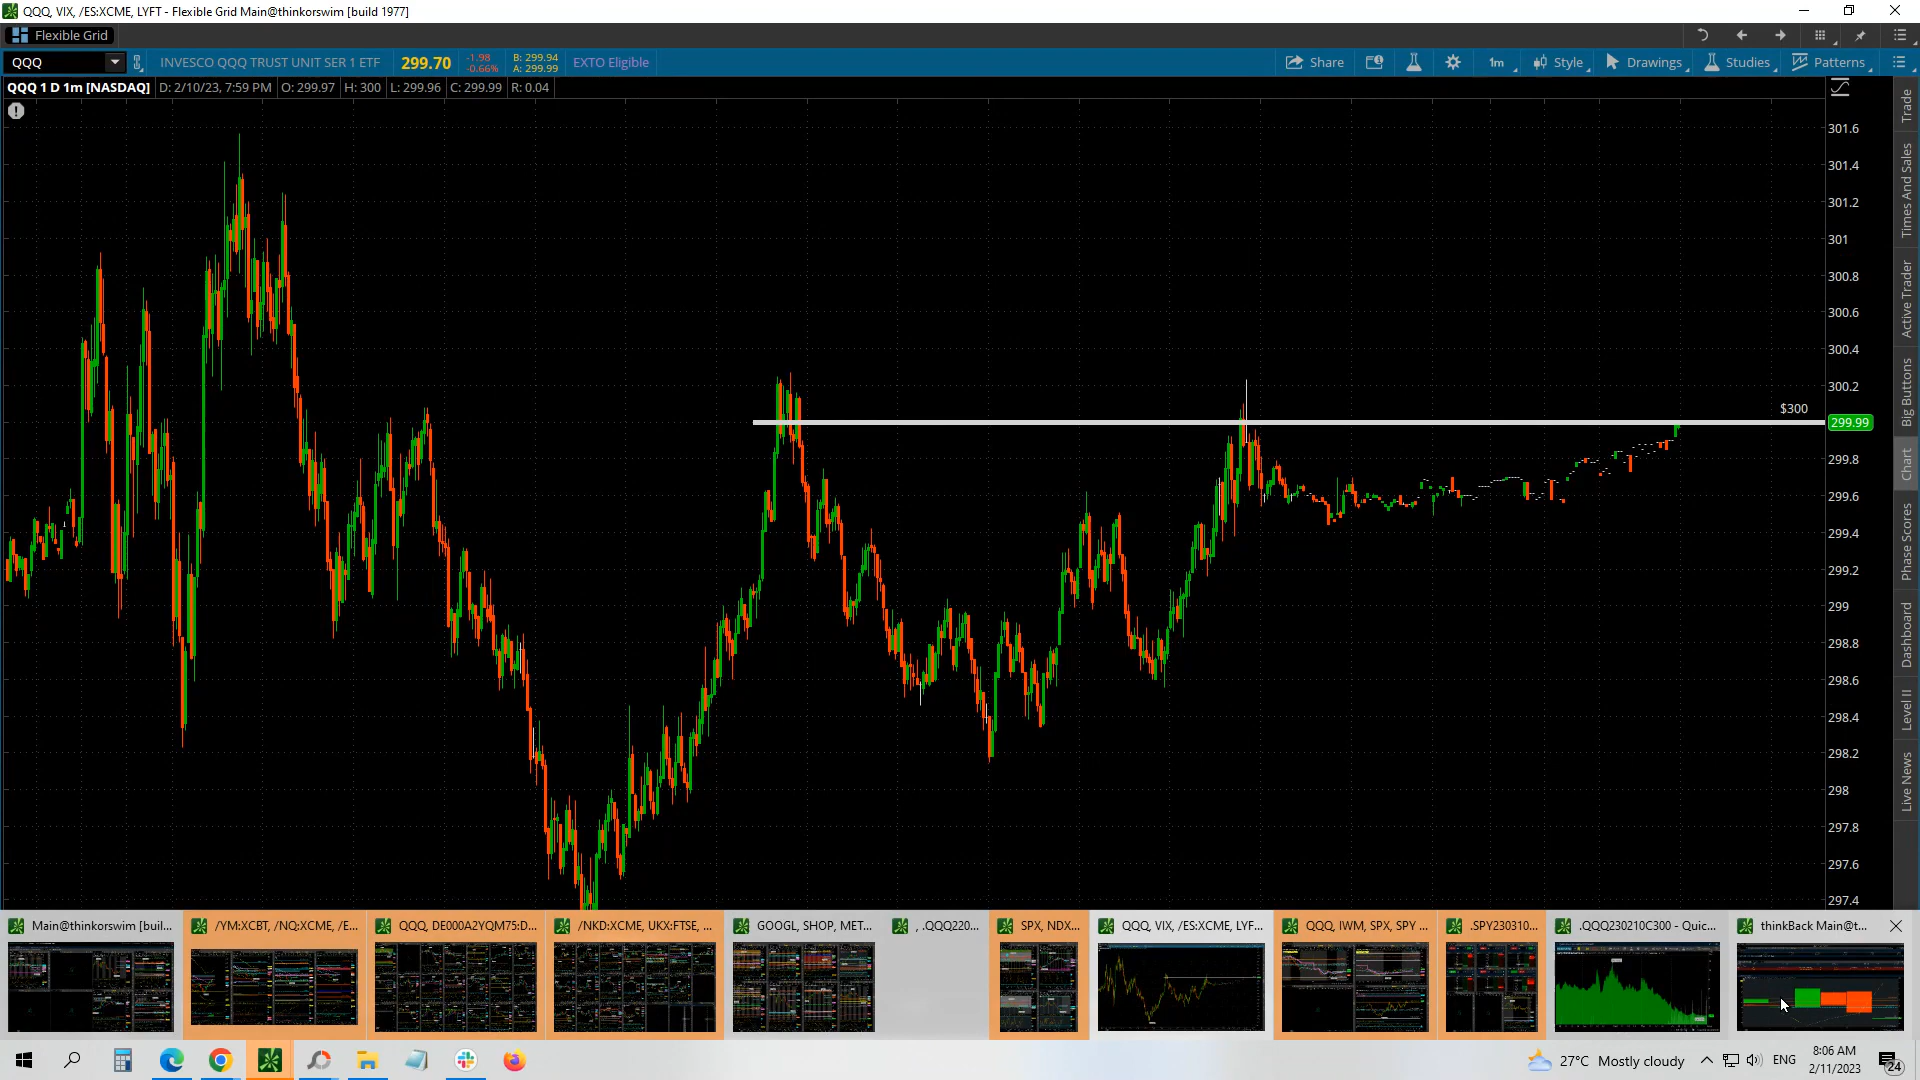 QQQ, VIX, /ES:XCME, LYFT - Flexible Grid Main@thinkorswim [build 1977]
Flexible Grid
QQQ
INVESCO QQQ TRUST UNIT SER 1 ETF
299.70
-1.98
-0.66%
B: 299.94
A: 299.99
EXTO Eligible
Share
1m
Style
Drawings
Studies
Patterns
QQQ 1 D 1m [NASDAQ]
D: 2/10/23, 7:59 PM
O: 299.97
H: 300
L: 299.96
C: 299.99
R: 0.04
301.6
301.4
301.2
301
300.8
300.6
300.4
300.2
$300
299.99
299.8
299.6
299.4
299.2
299
298.8
298.6
298.4
298.2
298
297.8
297.6
297.4
Trade
Times And Sales
Active Trader
Big Buttons
Chart
Phase Scores
Dashboard
Level II
Live News
Main@thinkorswim [buil...
/YM:XCBT, /NQ:XCME, /E...
QQQ, DE000A2YQM75:D...
/NKD:XCME, UKX:FTSE, ...
GOOGL, SHOP, MET...
, .QQQ220...
SPX, NDX...
QQQ, VIX, /ES:XCME, LYF...
QQQ, IWM, SPX, SPY ...
.SPY230310...
.QQQ230210C300 - Quic...
thinkBack Main@t...
27°C Mostly cloudy
ENG
8:06 AM
2/11/2023
24